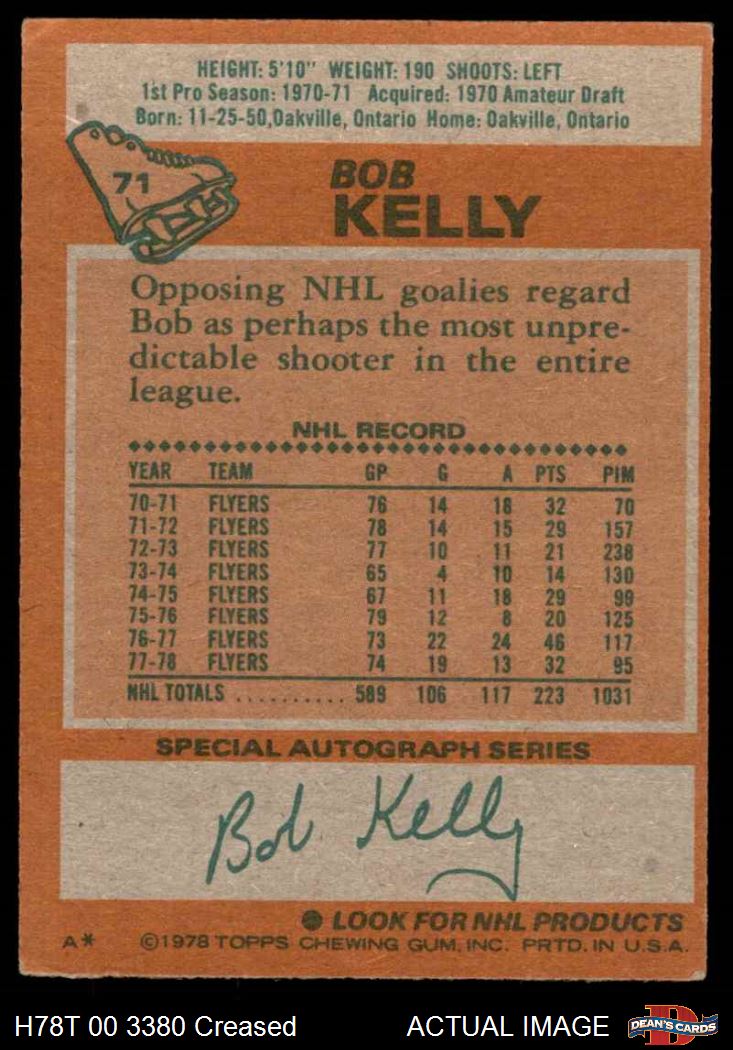 HEIGHT: 5'10" WEIGHT: 190 SHOOTS: LEFT
1st Pro Season: 1970-71 Acquired: 1970 Amateur Draft
Born: 11-25-50,Oakville, Ontario Home: Oakville, Ontario
71
BOB
KELLY
Opposing NHL goalies regard
Bob as perhaps the most unpre-
dictable shooter in the entire
league.
NHL RECORD
YEAR TEAM GP G A PTS PIM
70-71 FLYERS 76 14 18 32 70
71-72 FLYERS 78 14 15 29 157
72-73 FLYERS 77 10 11 21 238
73-74 FLYERS 65 4 10 14 130
74-75 FLYERS 67 11 18 29 99
75-76 FLYERS 79 12 8 20 125
76-77 FLYERS 73 22 24 46 117
77-78 FLYERS 74 19 13 32 95
NHL TOTALS .......... 589 106 117 223 1031
SPECIAL AUTOGRAPH SERIES
Bob Kelly
● LOOK FOR NHL PRODUCTS
A* ©1978 TOPPS CHEWING GUM, INC. PRTD. IN U.S.A.
H78T 00 3380 Creased ACTUAL IMAGE D DEAN'S CARDS